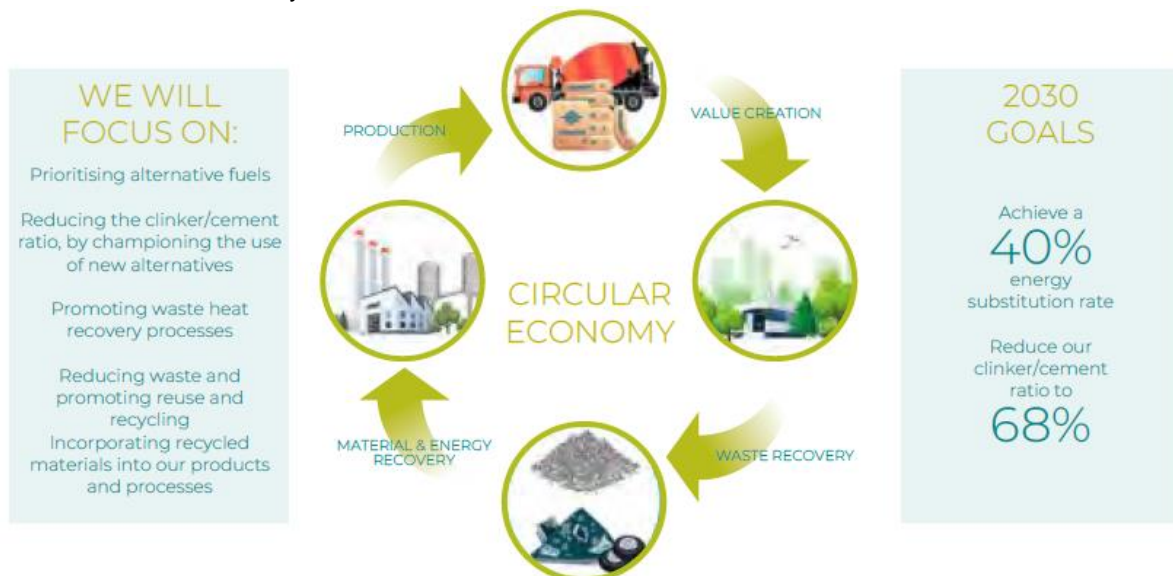 WE WILL
FOCUS ON:
Prioritising alternative fuels
Reducing the clinker/cement
ratio, by championing the use
of new alternatives
Promoting waste heat
recovery processes
Reducing waste and
promoting reuse and
recycling
Incorporating recycled
materials into our products
and processes
PRODUCTION
VALUE CREATION
CIRCULAR
ECONOMY
MATERIAL & ENERGY
RECOVERY
WASTE RECOVERY
2030
GOALS
Achieve a
40%
energy
substitution rate
Reduce our
clinker/cement
ratio to
68%